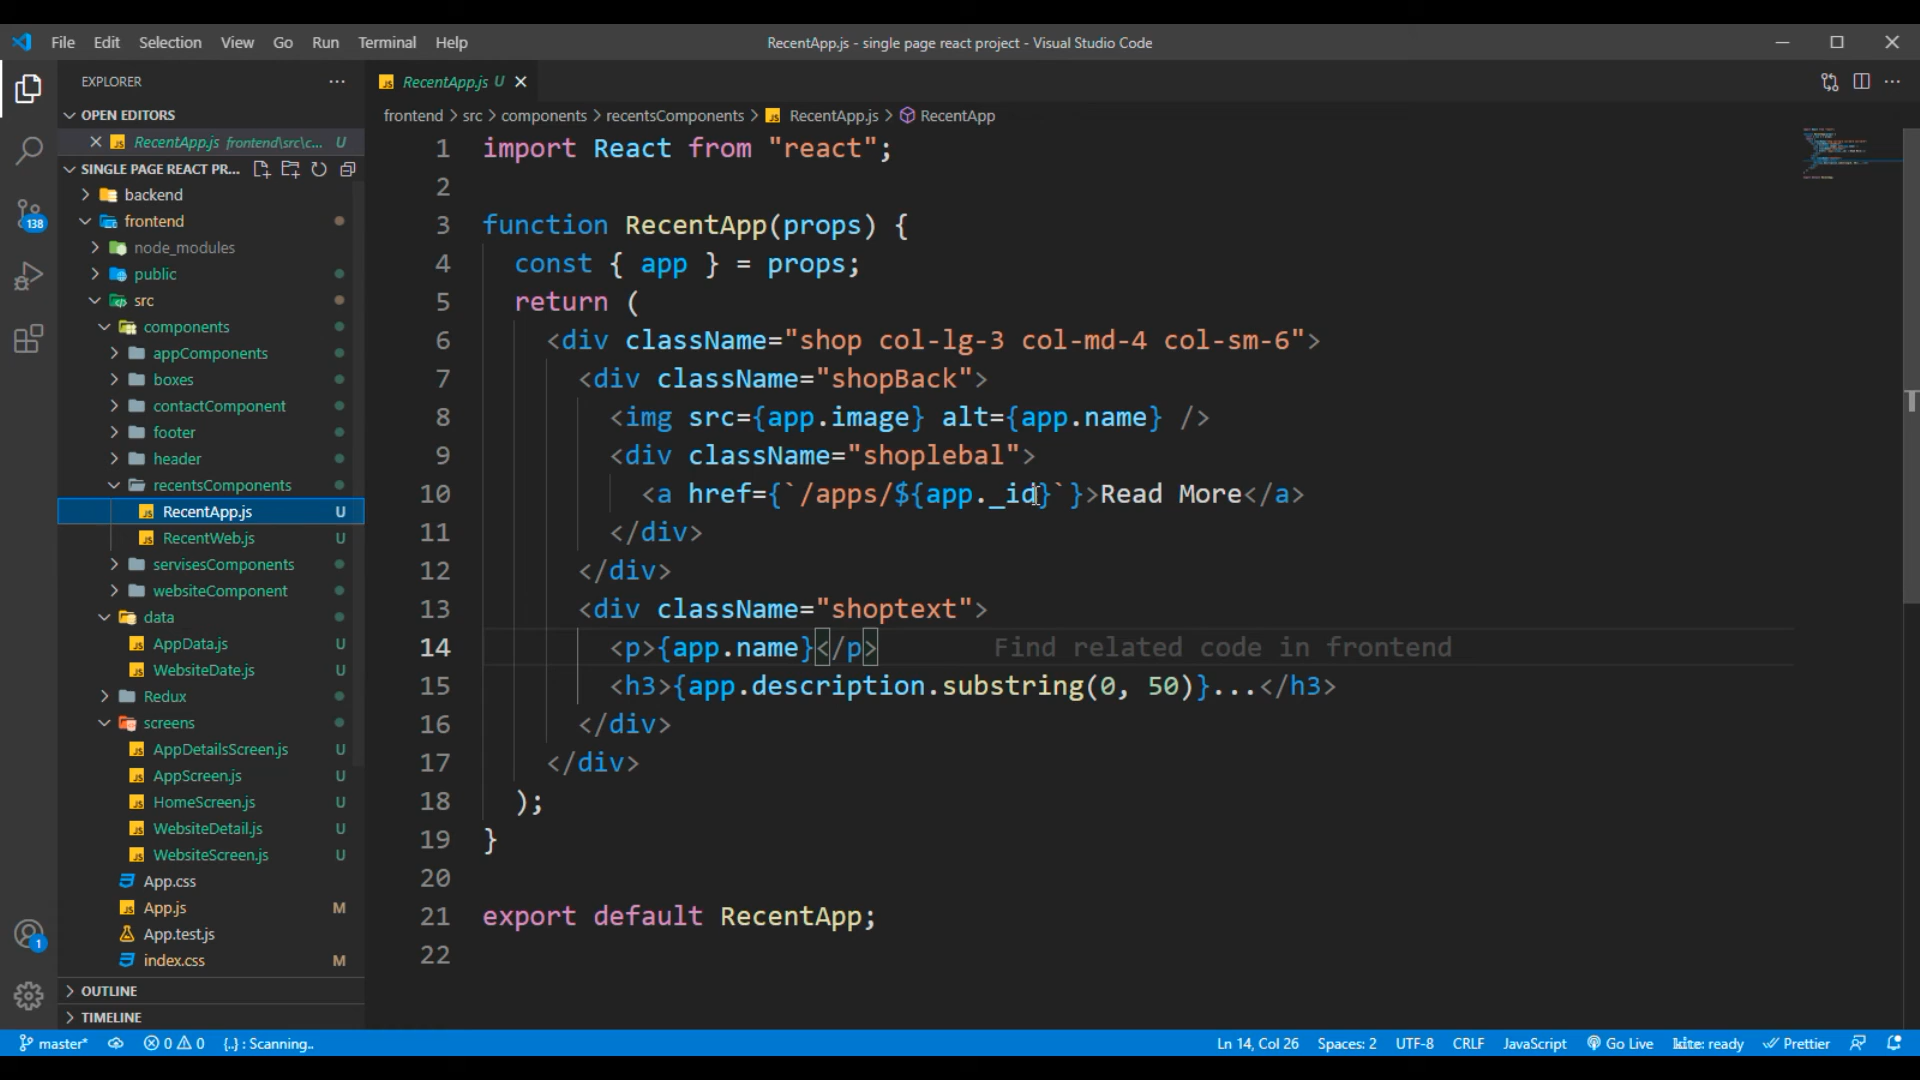 File Edit Selection View Go Run Terminal Help
RecentApp.js - single page react project - Visual Studio Code
EXPLORER
OPEN EDITORS
RecentApp.js frontend\src\c... U
SINGLE PAGE REACT PR...
backend
frontend
node_modules
public
src
components
appComponents
boxes
contactComponent
footer
header
recentsComponents
RecentApp.js U
RecentWeb.js U
servisesComponents
websiteComponent
data
AppData.js U
WebsiteDate.js U
Redux
screens
AppDetailsScreen.js U
AppScreen.js U
HomeScreen.js U
WebsiteDetail.js U
WebsiteScreen.js U
App.css
App.js M
App.test.js
index.css M
OUTLINE
TIMELINE
138
1
RecentApp.js U
frontend > src > components > recentsComponents > RecentApp.js > RecentApp
1 import React from "react";
2
3 function RecentApp(props) {
4 const { app } = props;
5 return (
6 <div className="shop col-lg-3 col-md-4 col-sm-6">
7 <div className="shopBack">
8 <img src={app.image} alt={app.name} />
9 <div className="shoplebal">
10 <a href={`/apps/${app._id}`}>Read More</a>
11 </div>
12 </div>
13 <div className="shoptext">
14 <p>{app.name}</p> Find related code in frontend
15 <h3>{app.description.substring(0, 50)}...</h3>
16 </div>
17 </div>
18 );
19 }
20
21 export default RecentApp;
22
master* 0 0 {..} : Scanning.. Ln 14, Col 26 Spaces: 2 UTF-8 CRLF JavaScript Go Live kite: ready Prettier